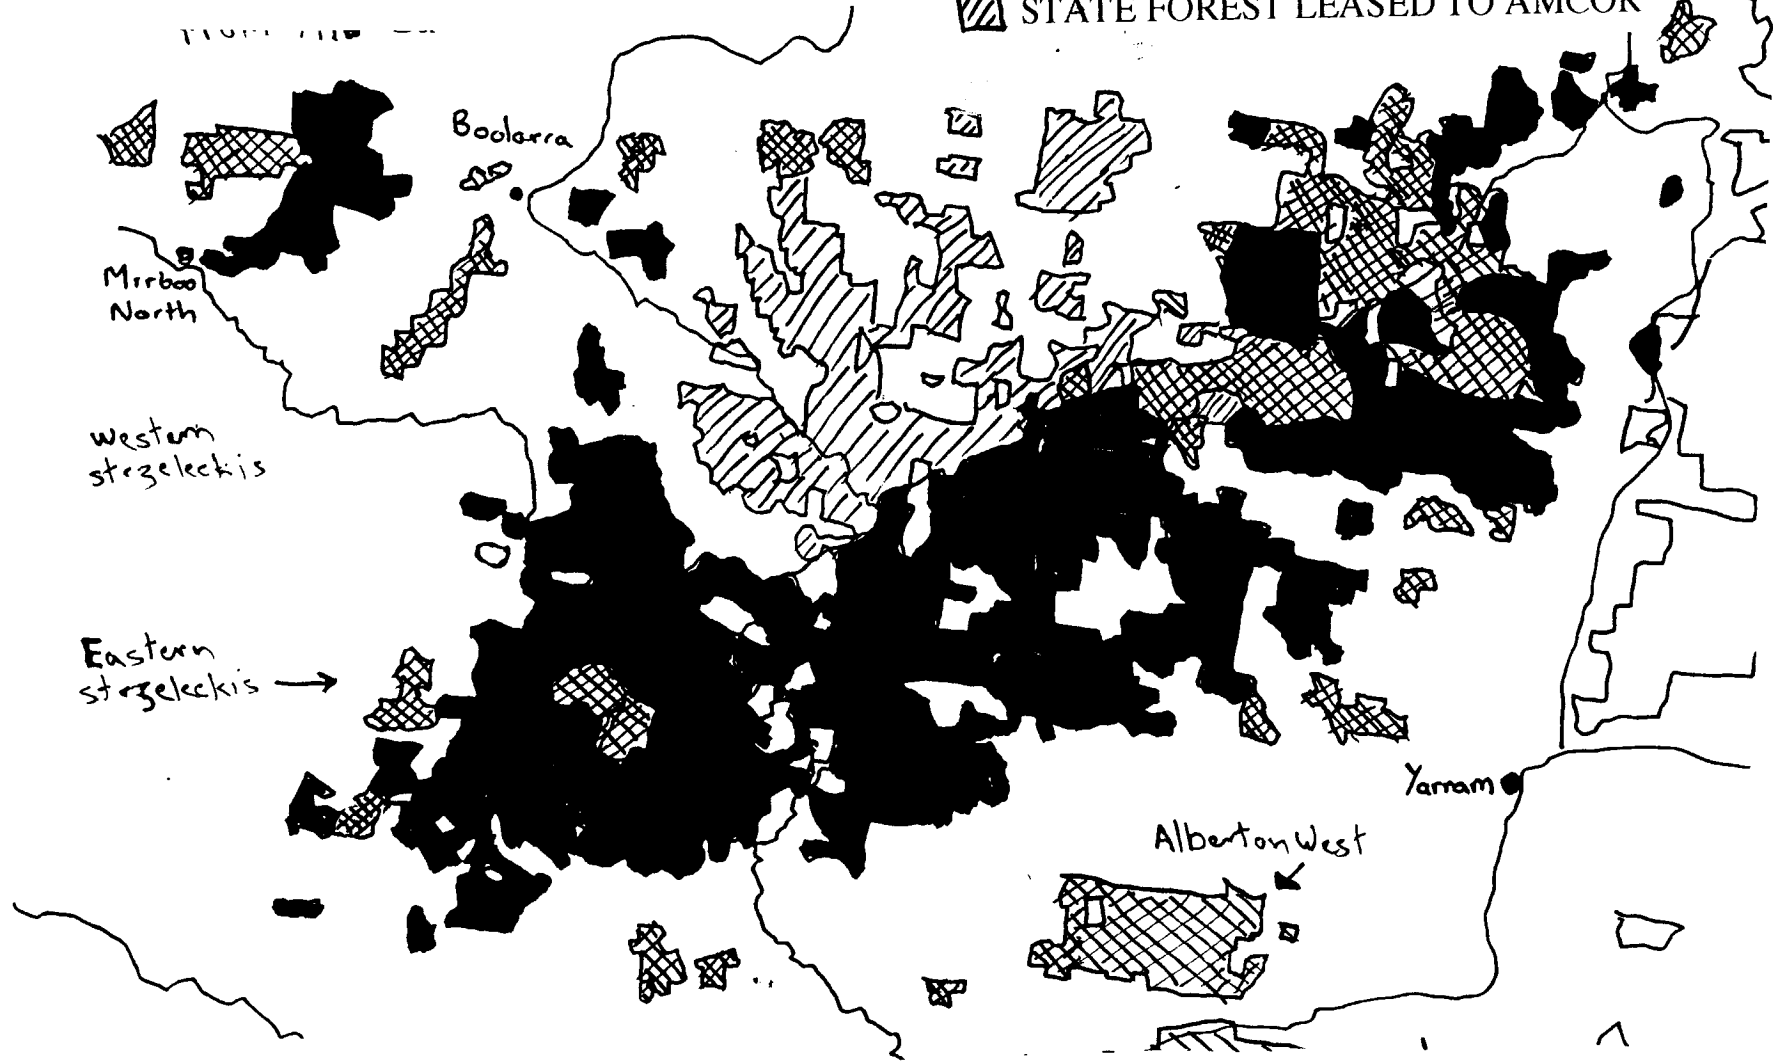 STATE FOREST LEASED TO AMCOR
Boolarra
Mirboo
North
Western
strzeleckis
Eastern
strzeleckis
Yarram
Alberton West